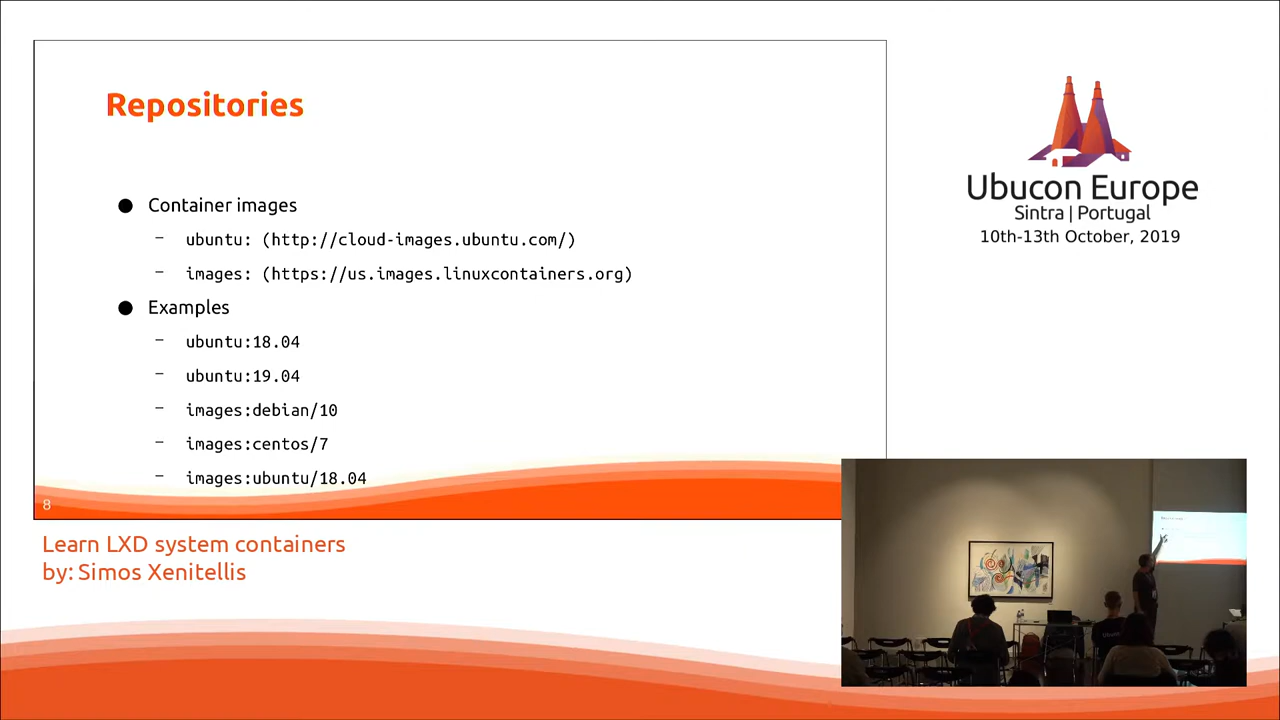 Repositories
● Container images
– ubuntu: (http://cloud-images.ubuntu.com/)
– images: (https://us.images.linuxcontainers.org)
● Examples
– ubuntu:18.04
– ubuntu:19.04
– images:debian/10
– images:centos/7
– images:ubuntu/18.04
8
Learn LXD system containers
by: Simos Xenitellis
Ubucon Europe
Sintra | Portugal
10th-13th October, 2019